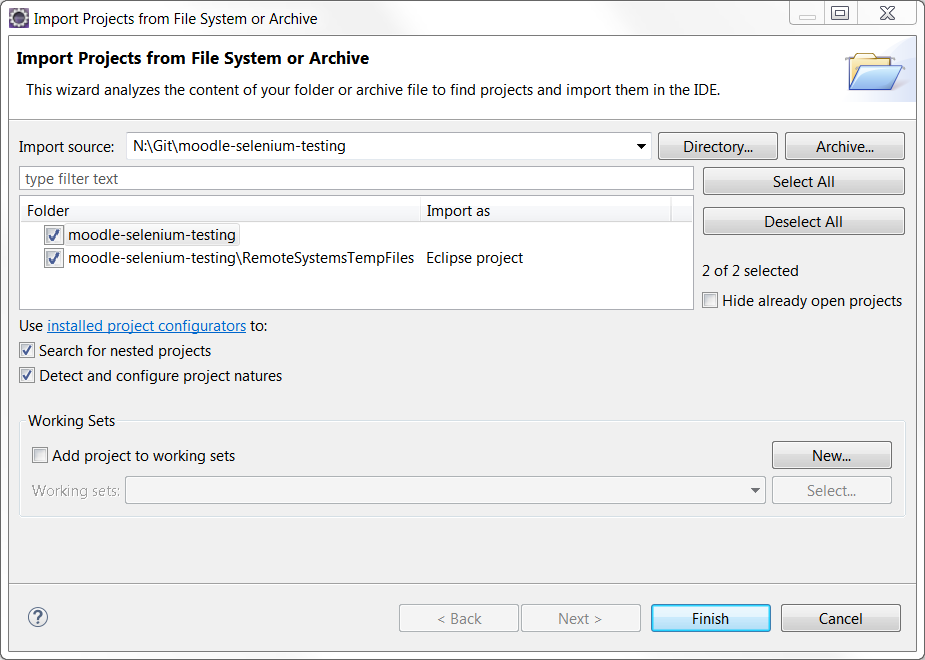 Import Projects from File System or Archive
Import Projects from File System or Archive
This wizard analyzes the content of your folder or archive file to find projects and import them in the IDE.
Import source: N:\Git\moodle-selenium-testing Directory... Archive...
type filter text Select All
Folder Import as
Deselect All
moodle-selenium-testing
moodle-selenium-testing\RemoteSystemsTempFiles Eclipse project
2 of 2 selected
Hide already open projects
Use installed project configurators to:
Search for nested projects
Detect and configure project natures
Working Sets
Add project to working sets New...
Working sets: Select...
? < Back Next > Finish Cancel